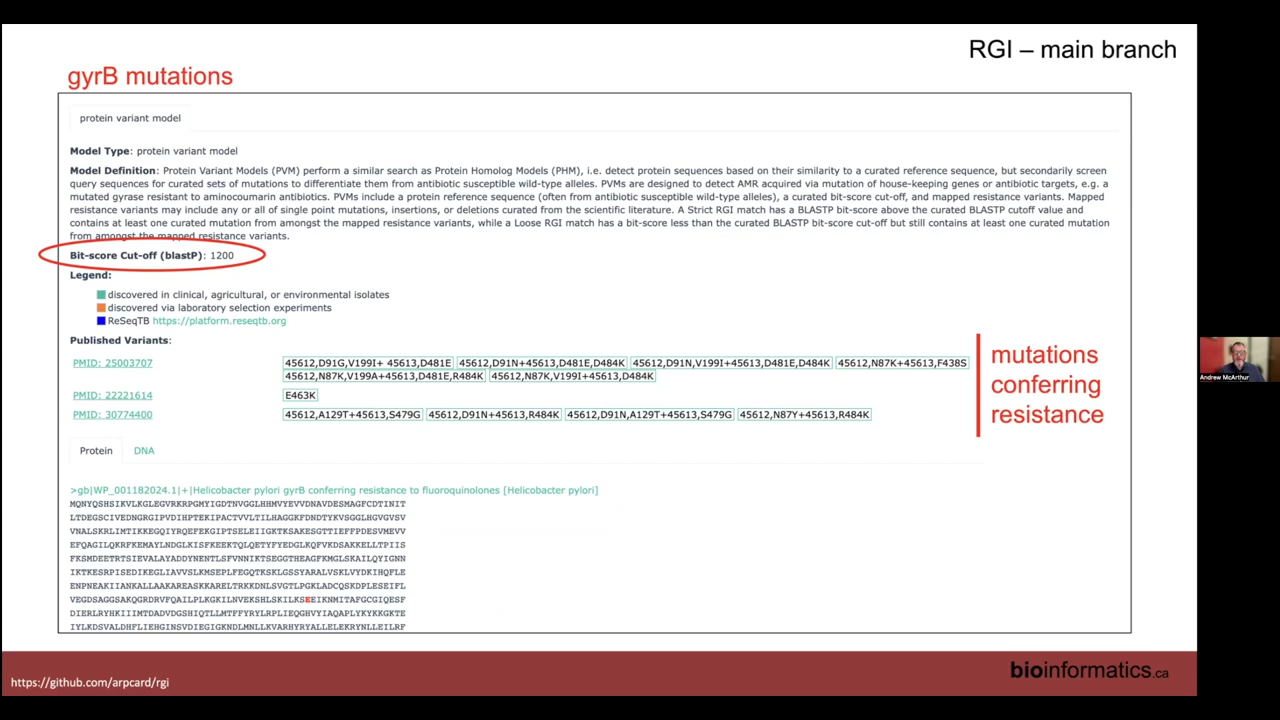 RGI – main branch
gyrB mutations
protein variant model
Model Type: protein variant model
Model Definition: Protein Variant Models (PVM) perform a similar search as Protein Homolog Models (PHM), i.e. detect protein sequences based on their similarity to a curated reference sequence, but secondarily screen
query sequences for curated sets of mutations to differentiate them from antibiotic susceptible wild-type alleles. PVMs are designed to detect AMR acquired via mutation of house-keeping genes or antibiotic targets, e.g. a
mutated gyrase resistant to aminocoumarin antibiotics. PVMs include a protein reference sequence (often from antibiotic susceptible wild-type alleles), a curated bit-score cut-off, and mapped resistance variants. Mapped
resistance variants may include any or all of single point mutations, insertions, or deletions curated from the scientific literature. A Strict RGI match has a BLASTP bit-score above the curated BLASTP cutoff value and
contains at least one curated mutation from amongst the mapped resistance variants, while a Loose RGI match has a bit-score less than the curated BLASTP bit-score cut-off but still contains at least one curated mutation
from amongst the mapped resistance variants.
Bit-score Cut-off (blastP): 1200
Legend:
discovered in clinical, agricultural, or environmental isolates
discovered via laboratory selection experiments
ReSeqTB https://platform.reseqtb.org
Published Variants:
PMID: 25003707 45612,D91G,V199I+ 45613,D481E 45612,D91N+45613,D481E,D484K 45612,D91N,V199I+45613,D481E,D484K 45612,N87K+45613,F438S
45612,N87K,V199A+45613,D481E,R484K 45612,N87K,V199I+45613,D484K
PMID: 22221614 E463K
PMID: 30774400 45612,A129T+45613,S479G 45612,D91N+45613,R484K 45612,D91N,A129T+45613,S479G 45612,N87Y+45613,R484K
mutations
conferring
resistance
Protein DNA
>gb|WP_001182024.1|+|Helicobacter pylori gyrB conferring resistance to fluoroquinolones [Helicobacter pylori]
MQNYQSHSIKVLKGLEGVRKRPGMYIGDTNVGGLHHMVYEVVDNAVDESMAGFCDTINIT
LTDEGSCIVEDNGRGIPVDIHPTEKIPACTVVLTILHAGGKFDNDTYKVSGGLHGVGVSV
VNALSKRLIMTIKKEGQIYRQEFEKGIPTSELEIIGKTKSAKESGTTIEFFPDESVMEVV
EFQAGILQKRFKEMAYLNDGLKISFKEEKTQLQETYFYEDGLKQFVKDSAKKELLTPIIS
FKSMDEETRTSIEVALAYADDYNENTLSFVNNIKTSEGGTHEAGFKMGLSKAILQYIGNN
IKTKESRPISEDIKEGLIAVVSLKMSEPLFEGQTKSKLGSSYARALVSKLVYDKIHQFLE
ENPNEAKIIANKALLAAKAREASKKARELTRKKDNLSVGTLPGKLADCQSKDPLESEIFL
VEGDSAGGSAKQGRDRVFQAILPLKGKILNVEKSHLSKILKSEEIKNMITAFGCGIQESF
DIERLRYHKIIIMTDADVDGSHIQTLLMTFFYRYLRPLIEQGHVYIAQAPLYKYKKGKTE
IYLKDSVALDHFLIEHGINSVDIEGIGKNDLMNLLKVARHYRYALLELEKRYNLLEILRF
https://github.com/arpcard/rgi
bioinformatics.ca
Andrew McArthur